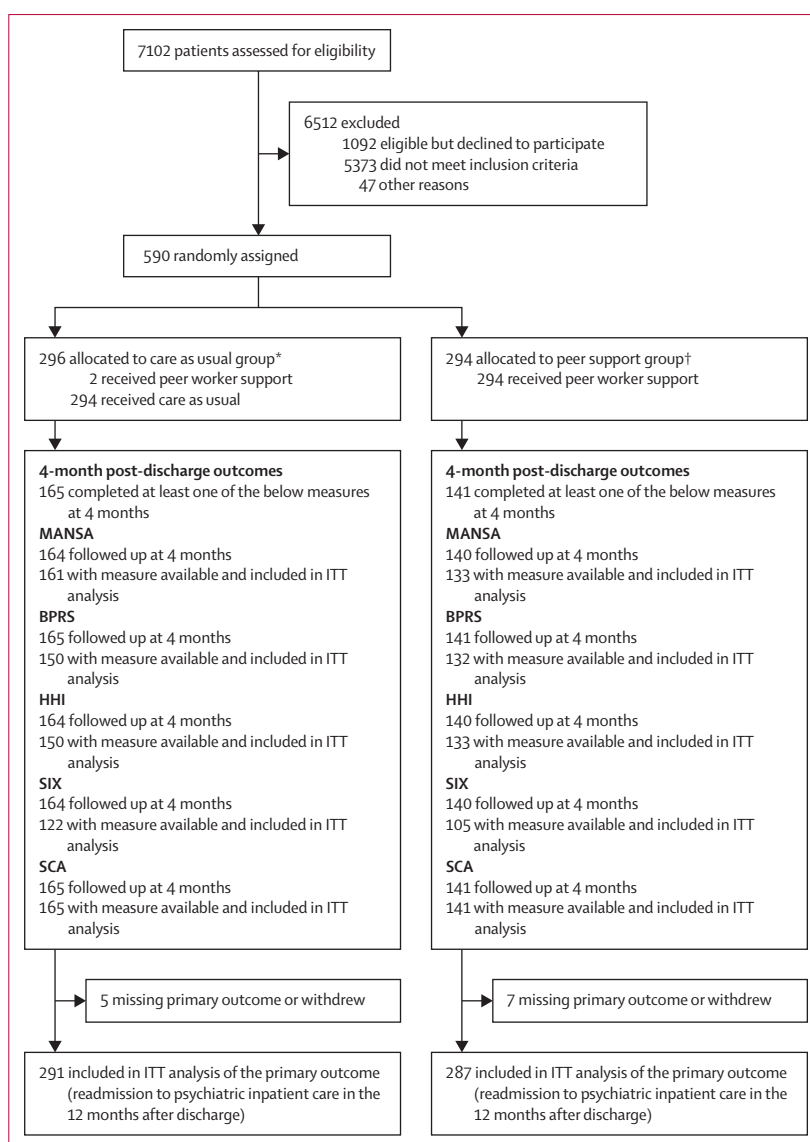 7102 patients assessed for eligibility
6512 excluded
1092 eligible but declined to participate
5373 did not meet inclusion criteria
47 other reasons
590 randomly assigned
296 allocated to care as usual group*
2 received peer worker support
294 received care as usual
294 allocated to peer support group†
294 received peer worker support
4-month post-discharge outcomes
165 completed at least one of the below measures
at 4 months
MANSA
164 followed up at 4 months
161 with measure available and included in ITT
analysis
BPRS
165 followed up at 4 months
150 with measure available and included in ITT
analysis
HHI
164 followed up at 4 months
150 with measure available and included in ITT
analysis
SIX
164 followed up at 4 months
122 with measure available and included in ITT
analysis
SCA
165 followed up at 4 months
165 with measure available and included in ITT
analysis
4-month post-discharge outcomes
141 completed at least one of the below measures
at 4 months
MANSA
140 followed up at 4 months
133 with measure available and included in ITT
analysis
BPRS
141 followed up at 4 months
132 with measure available and included in ITT
analysis
HHI
140 followed up at 4 months
133 with measure available and included in ITT
analysis
SIX
140 followed up at 4 months
105 with measure available and included in ITT
analysis
SCA
141 followed up at 4 months
141 with measure available and included in ITT
analysis
5 missing primary outcome or withdrew
7 missing primary outcome or withdrew
291 included in ITT analysis of the primary outcome
(readmission to psychiatric inpatient care in the
12 months after discharge)
287 included in ITT analysis of the primary outcome
(readmission to psychiatric inpatient care in the
12 months after discharge)